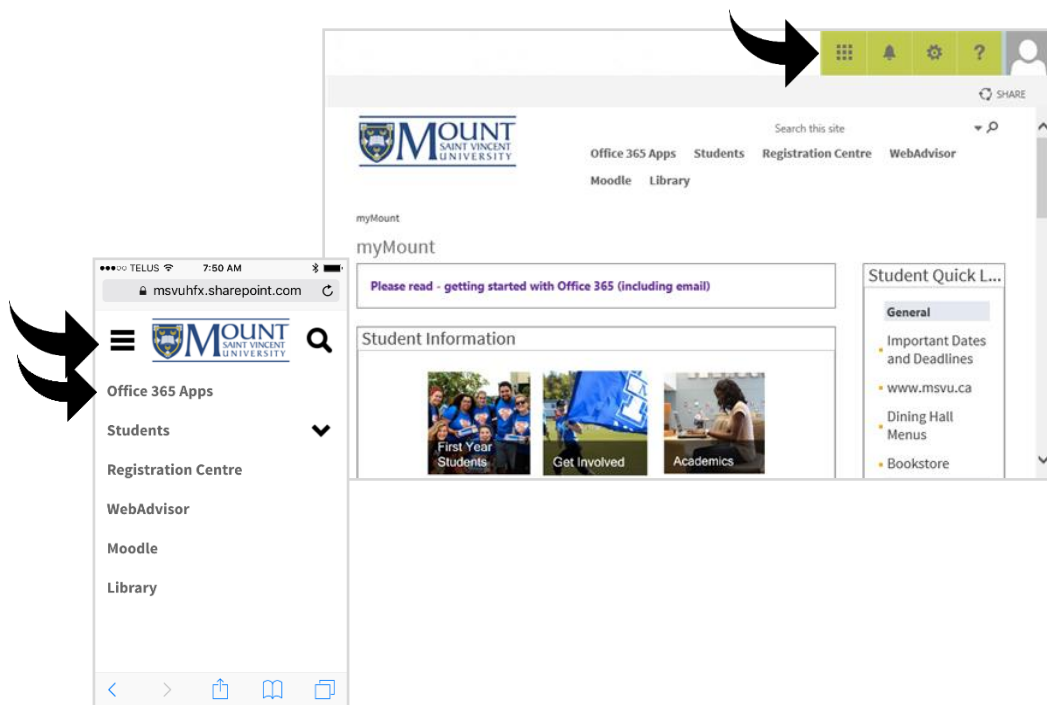 ?
SHARE
MOUNT
SAINT VINCENT
UNIVERSITY
Search this site
Office 365 Apps Students Registration Centre WebAdvisor
Moodle Library
myMount
myMount
Please read - getting started with Office 365 (including email)
Student Information
First Year
Students
Get Involved
Academics
Student Quick L...
General
Important Dates
and Deadlines
www.msvu.ca
Dining Hall
Menus
Bookstore
TELUS 7:50 AM
msvuhfx.sharepoint.com
MOUNT
SAINT VINCENT
UNIVERSITY
Office 365 Apps
Students
Registration Centre
WebAdvisor
Moodle
Library